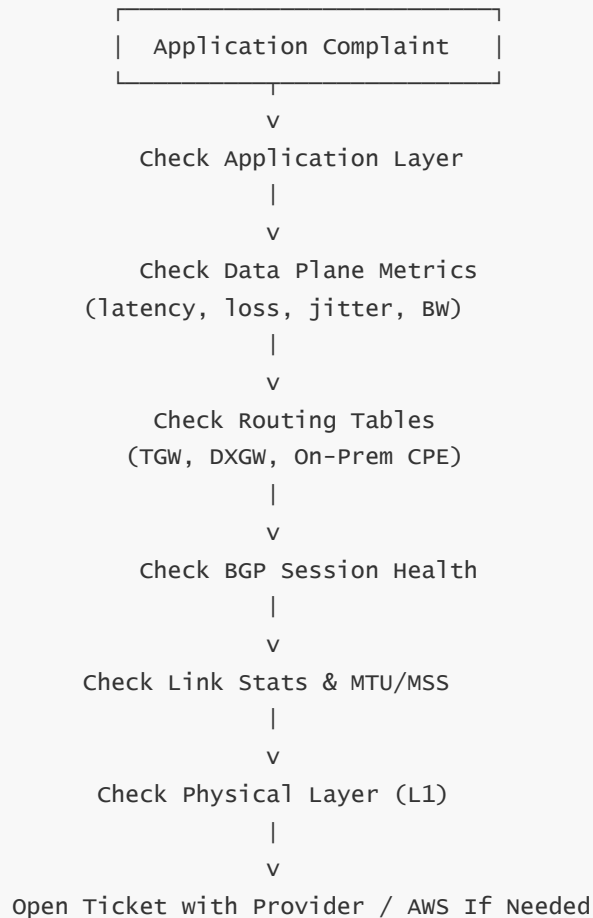 Application Complaint
v
Check Application Layer
|
v
Check Data Plane Metrics
(latency, loss, jitter, BW)
|
v
Check Routing Tables
(TGW, DXGW, On-Prem CPE)
|
v
Check BGP Session Health
|
v
Check Link Stats & MTU/MSS
|
v
Check Physical Layer (L1)
|
v
Open Ticket with Provider / AWS If Needed